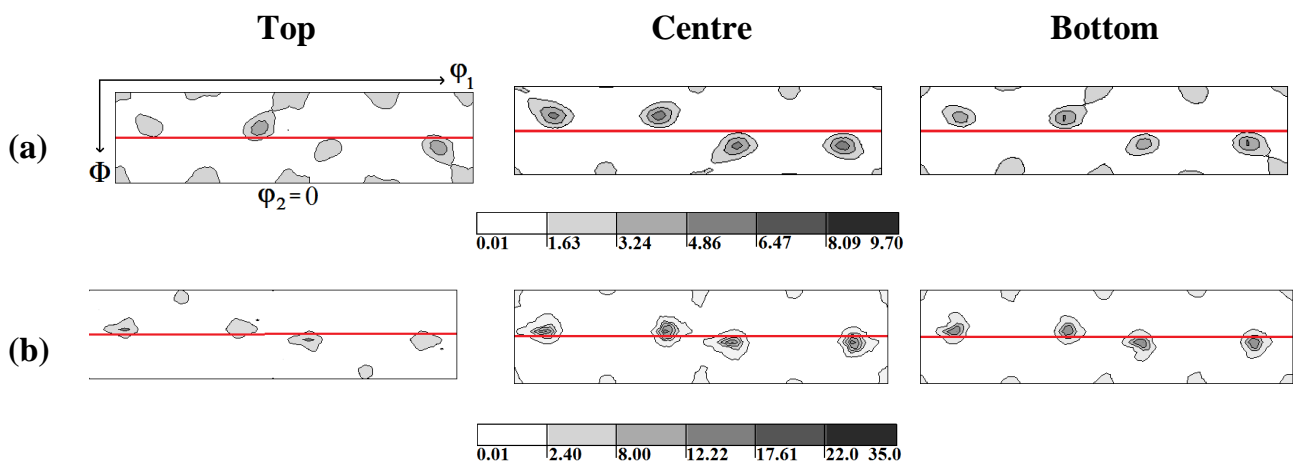 Top Centre Bottom
(a)
φ₁
Φ
φ₂=0
0.01 1.63 3.24 4.86 6.47 8.09 9.70
(b)
0.01 2.40 8.00 12.22 17.61 22.0 35.0